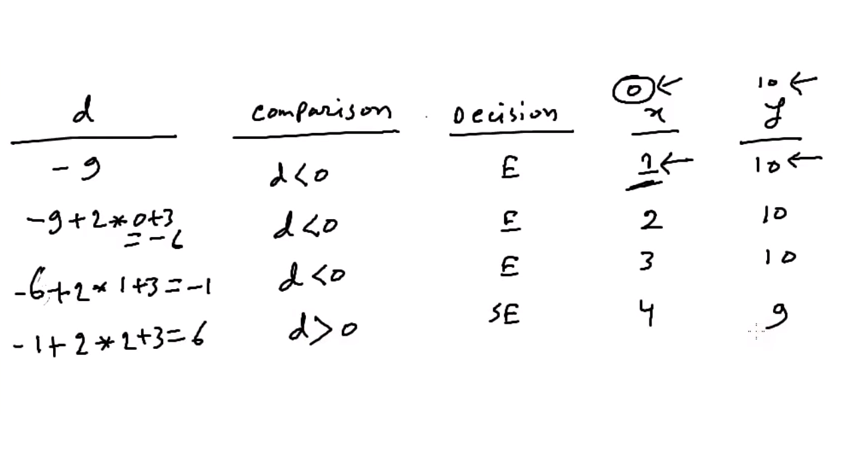 0 ← 10 ←
d comparison Decision x y
-9 d<0 E 1 ← 10 ←
-9+2*0+3 d<0 E 2 10
=-6
-6+2*1+3=-1 d<0 E 3 10
-1+2*2+3=6 d>0 SE 4 9